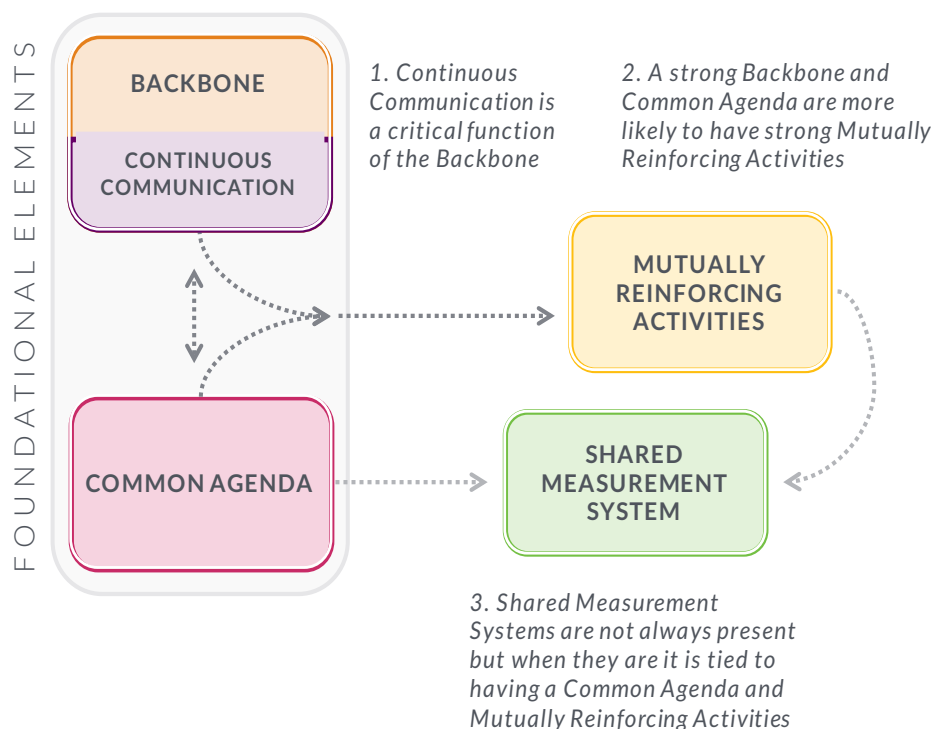 FOUNDATIONAL ELEMENTS
BACKBONE
CONTINUOUS
COMMUNICATION
COMMON AGENDA
1. Continuous
Communication is
a critical function
of the Backbone
2. A strong Backbone and
Common Agenda are more
likely to have strong Mutually
Reinforcing Activities
MUTUALLY
REINFORCING
ACTIVITIES
SHARED
MEASUREMENT
SYSTEM
3. Shared Measurement
Systems are not always present
but when they are it is tied to
having a Common Agenda and
Mutually Reinforcing Activities